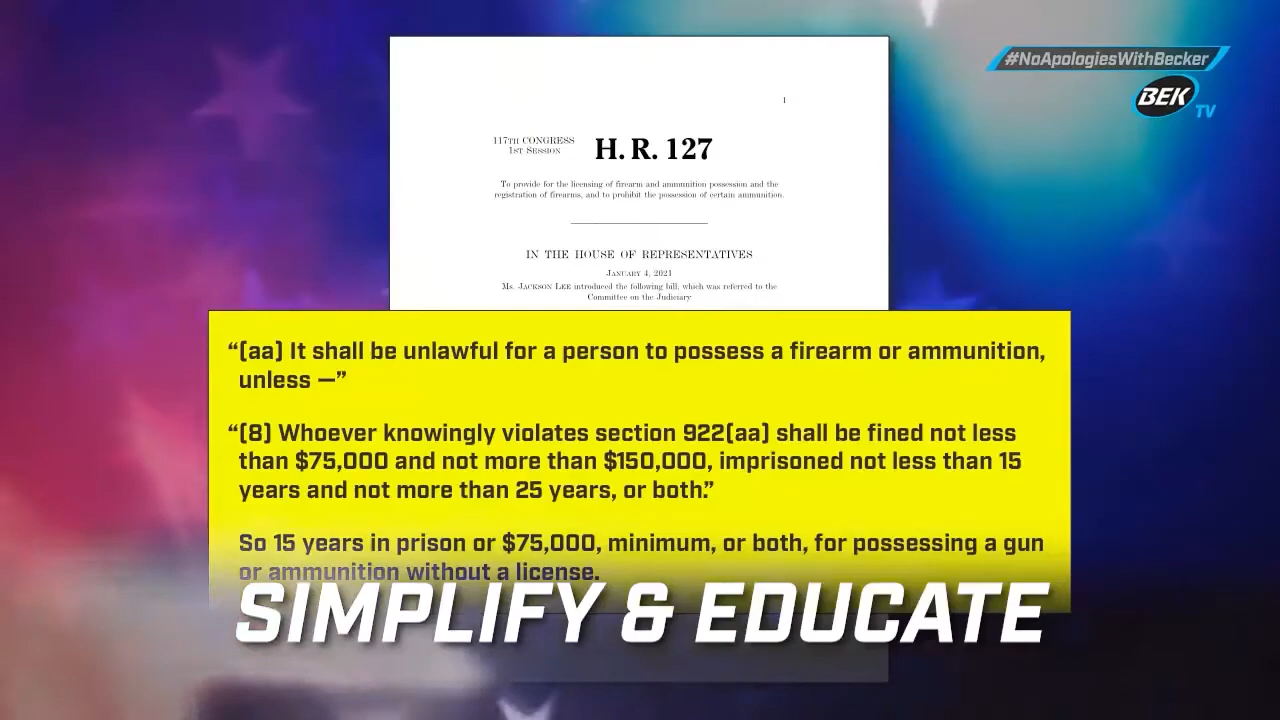 #NoApologiesWithBecker
BEK TV
1
117TH CONGRESS
1ST SESSION
H. R. 127
To provide for the licensing of firearm and ammunition possession and the
registration of firearms, and to prohibit the possession of certain ammunition.
IN THE HOUSE OF REPRESENTATIVES
JANUARY 4, 2021
Ms. JACKSON LEE introduced the following bill; which was referred to the
Committee on the Judiciary
“(aa) It shall be unlawful for a person to possess a firearm or ammunition,
unless —”
“(8) Whoever knowingly violates section 922(aa) shall be fined not less
than $75,000 and not more than $150,000, imprisoned not less than 15
years and not more than 25 years, or both.”
So 15 years in prison or $75,000, minimum, or both, for possessing a gun
or ammunition without a license.
SIMPLIFY & EDUCATE